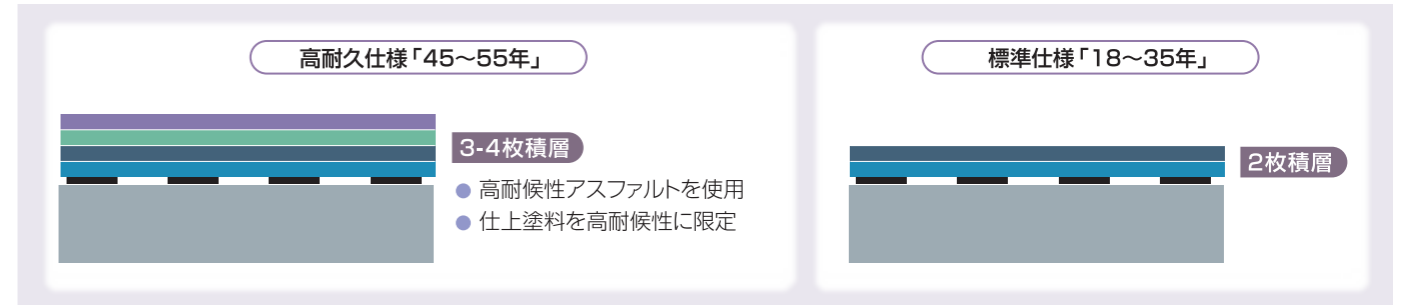 高耐久仕様「45～55年」
3-4枚積層
● 高耐候性アスファルトを使用
● 仕上塗料を高耐候性に限定
標準仕様「18～35年」
2枚積層